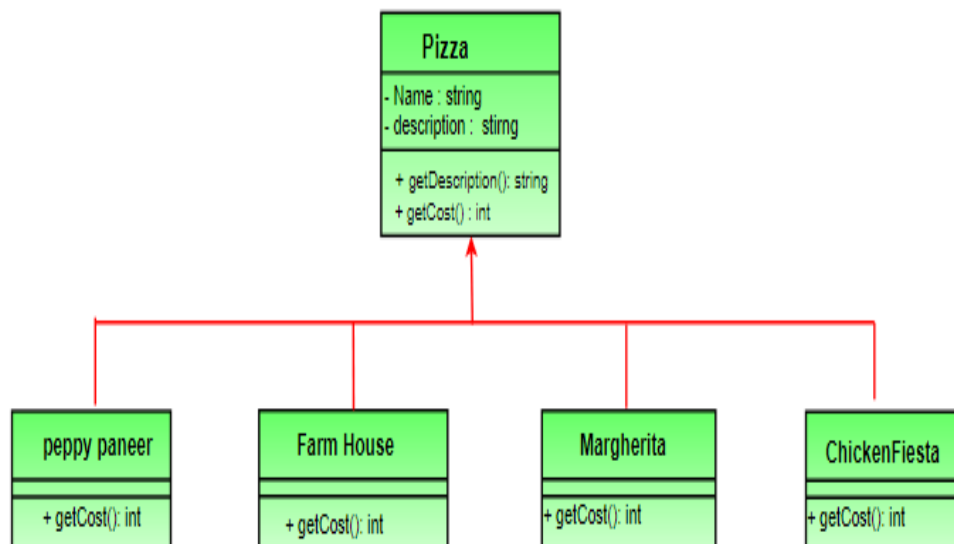 Pizza
- Name : string
- description : stirng
+ getDescription(): string
+ getCost() : int
peppy paneer
+ getCost(): int
Farm House
+ getCost(): int
Margherita
+ getCost(): int
ChickenFiesta
+ getCost(): int